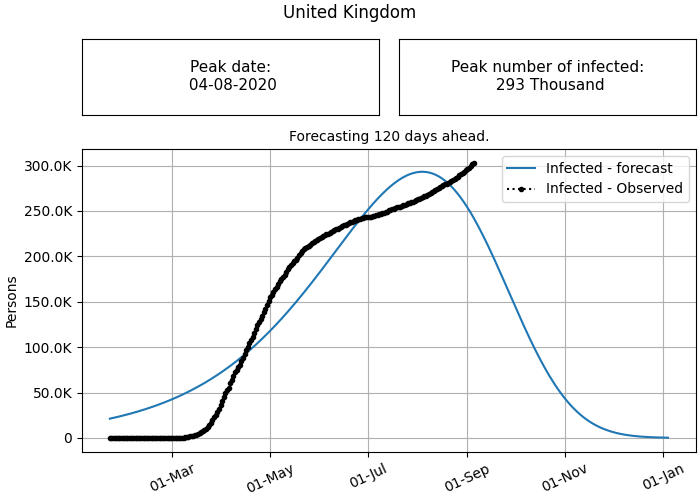 United Kingdom
Peak date:
04-08-2020
Peak number of infected:
293 Thousand
Forecasting 120 days ahead.
Infected - forecast
Infected - Observed
Persons
300.0K
250.0K
200.0K
150.0K
100.0K
50.0K
0
01-Mar
01-May
01-Jul
01-Sep
01-Nov
01-Jan